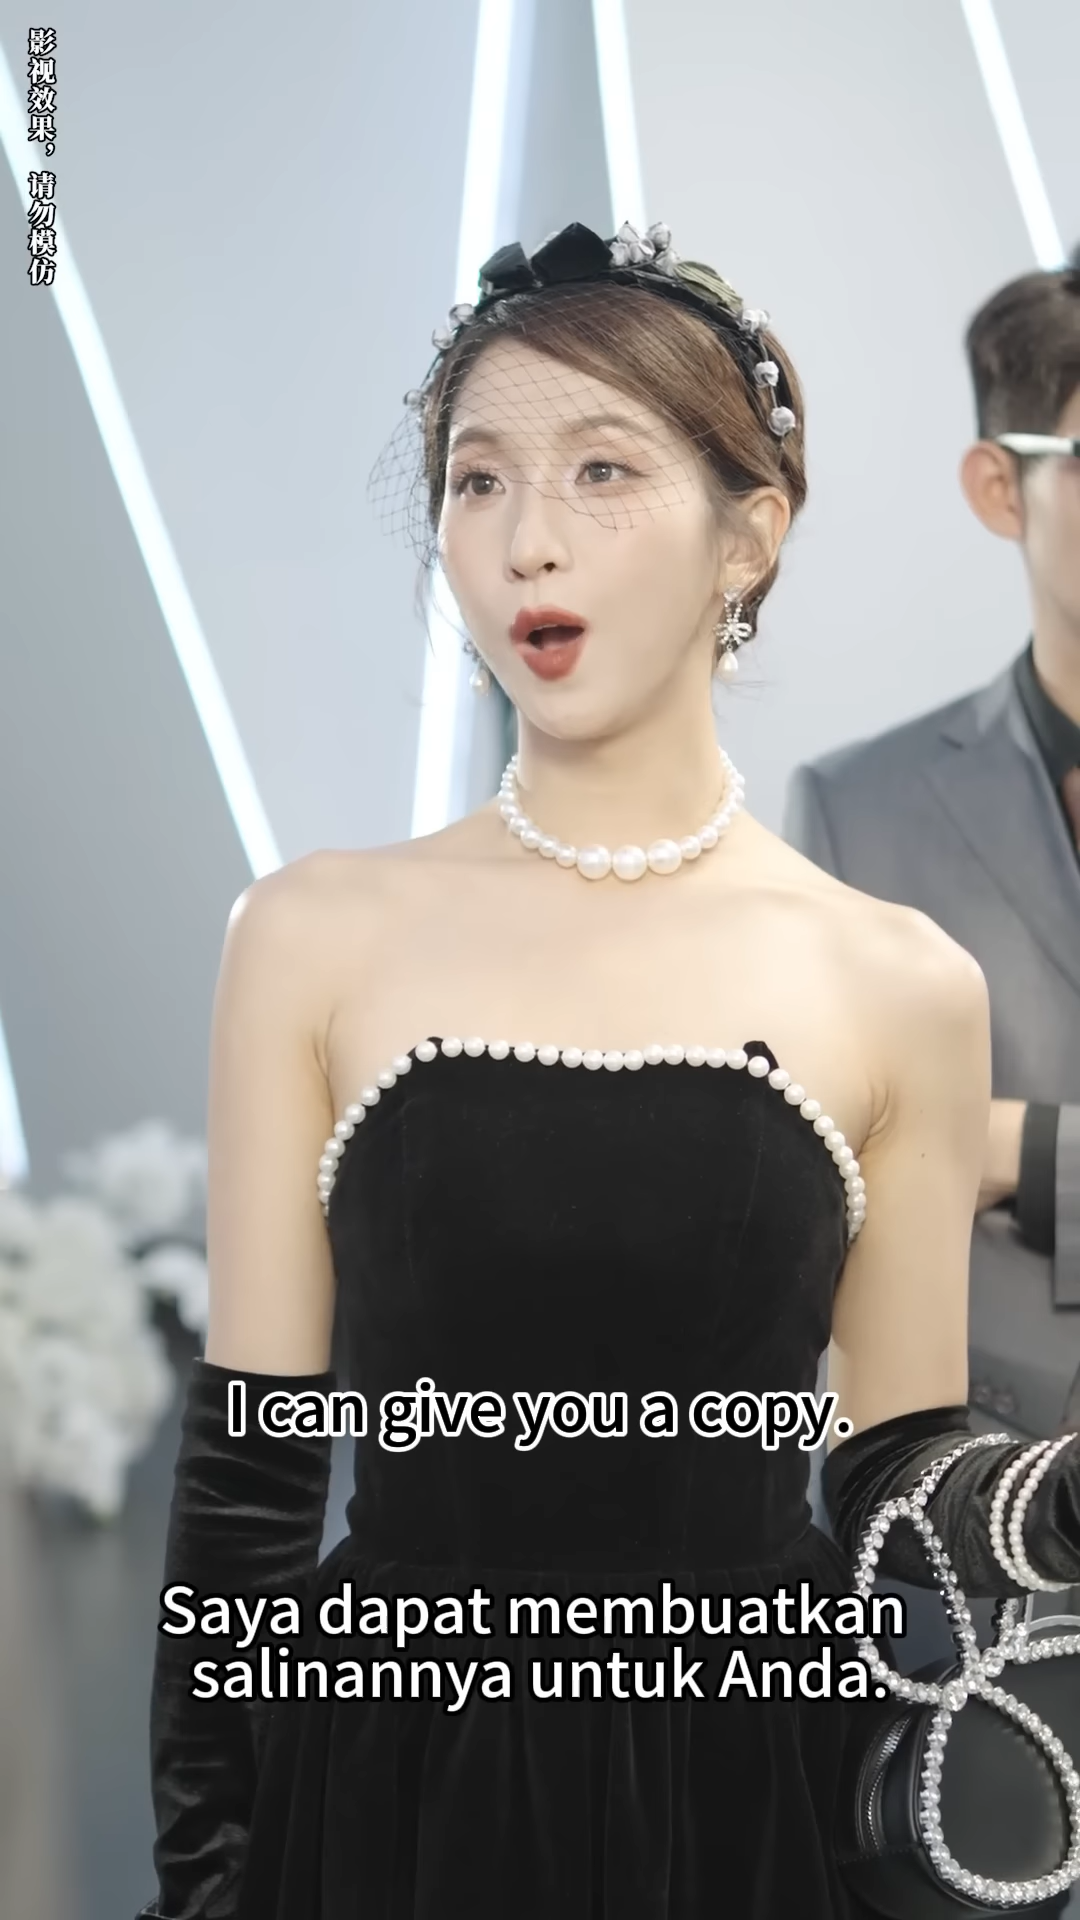 影视效果，请勿模仿
I can give you a copy.
Saya dapat membuatkan
salinannya untuk Anda.